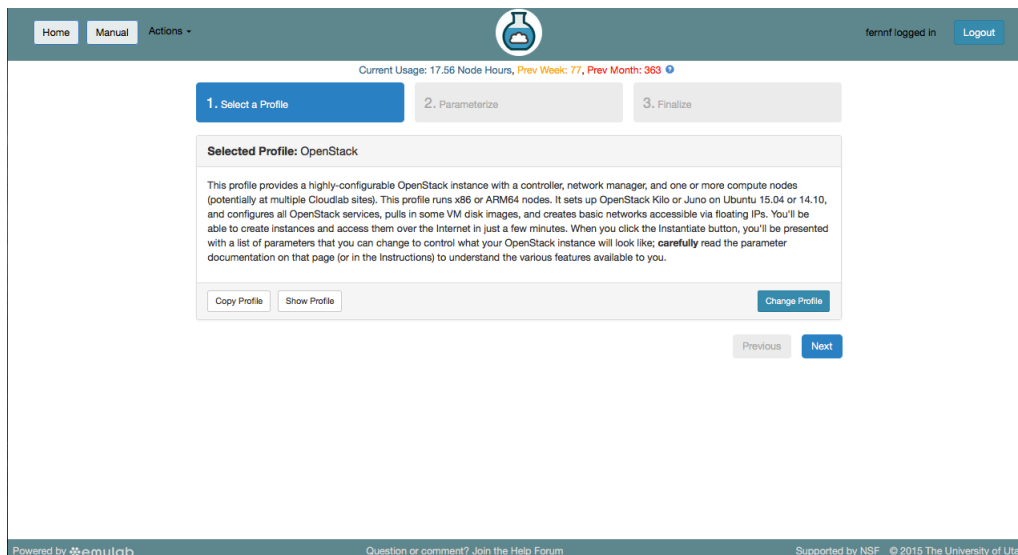 Home Manual Actions fernnf logged in Logout
Current Usage: 17.56 Node Hours, Prev Week: 77, Prev Month: 363
1. Select a Profile 2. Parameterize 3. Finalize
Selected Profile: OpenStack
This profile provides a highly-configurable OpenStack instance with a controller, network manager, and one or more compute nodes
(potentially at multiple Cloudlab sites). This profile runs x86 or ARM64 nodes. It sets up OpenStack Kilo or Juno on Ubuntu 15.04 or 14.10,
and configures all OpenStack services, pulls in some VM disk images, and creates basic networks accessible via floating IPs. You'll be
able to create instances and access them over the Internet in just a few minutes. When you click the Instantiate button, you'll be presented
with a list of parameters that you can change to control what your OpenStack instance will look like; carefully read the parameter
documentation on that page (or in the Instructions) to understand the various features available to you.
Copy Profile Show Profile Change Profile
Previous Next
Powered by emulab Question or comment? Join the Help Forum Supported by NSF © 2015 The University of Uta